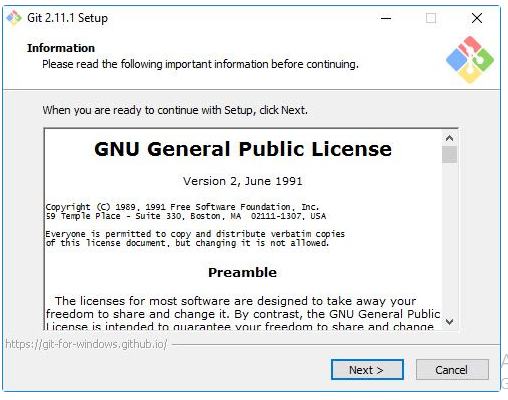 Git 2.11.1 Setup
Information
Please read the following important information before continuing.
When you are ready to continue with Setup, click Next.
GNU General Public License
Version 2, June 1991
Copyright (C) 1989, 1991 Free Software Foundation, Inc.
59 Temple Place - Suite 330, Boston, MA  02111-1307, USA
Everyone is permitted to copy and distribute verbatim copies
of this license document, but changing it is not allowed.
Preamble
The licenses for most software are designed to take away your
freedom to share and change it. By contrast, the GNU General Public
License is intended to guarantee your freedom to share and change
https://git-for-windows.github.io/
Next >
Cancel